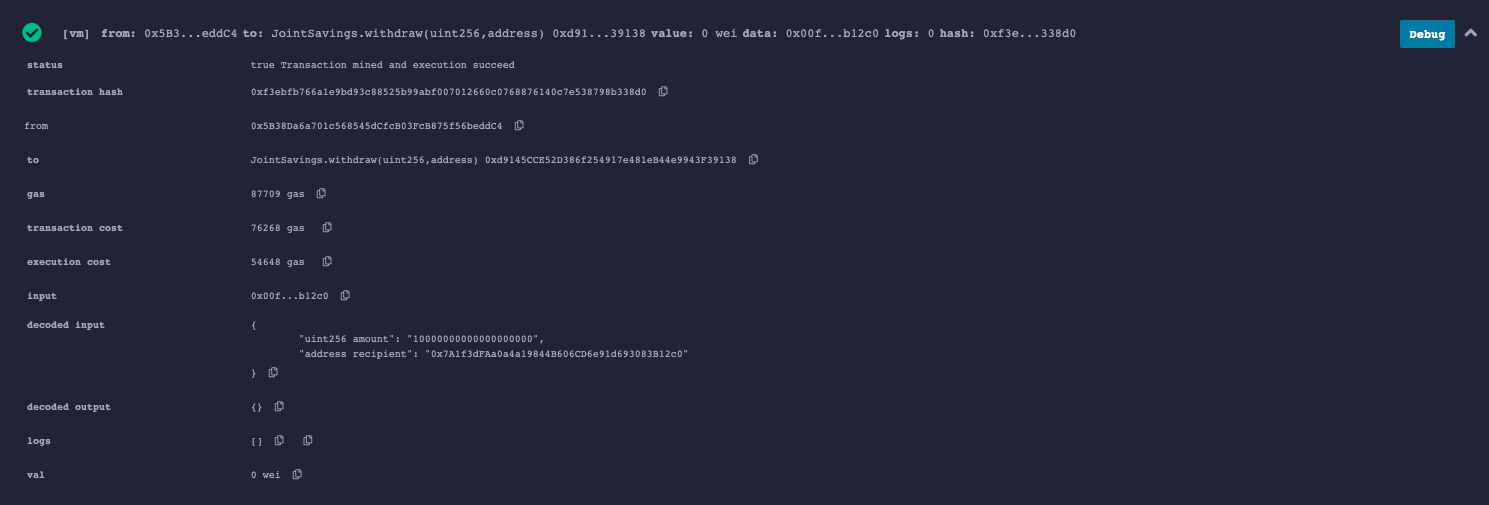 [vm] from: 0x5B3...eddC4 to: JointSavings.withdraw(uint256,address) 0xd91...39138 value: 0 wei data: 0x00f...b12c0 logs: 0 hash: 0xf3e...338d0 Debug
status true Transaction mined and execution succeed
transaction hash 0xf3ebfb766a1e9bd93c88525b99abf007012660c0768876140c7e538798b338d0
from 0x5B38Da6a701c568545dCfcB03FcB875f56beddC4
to JointSavings.withdraw(uint256,address) 0xd9145CCE52D386f254917e481eB44e9943F39138
gas 87709 gas
transaction cost 76268 gas
execution cost 54648 gas
input 0x00f...b12c0
decoded input {
"uint256 amount": "10000000000000000000",
"address recipient": "0x7A1f3dFAa0a4a19844B606CD6e91d693083B12c0"
}
decoded output {}
logs []
val 0 wei